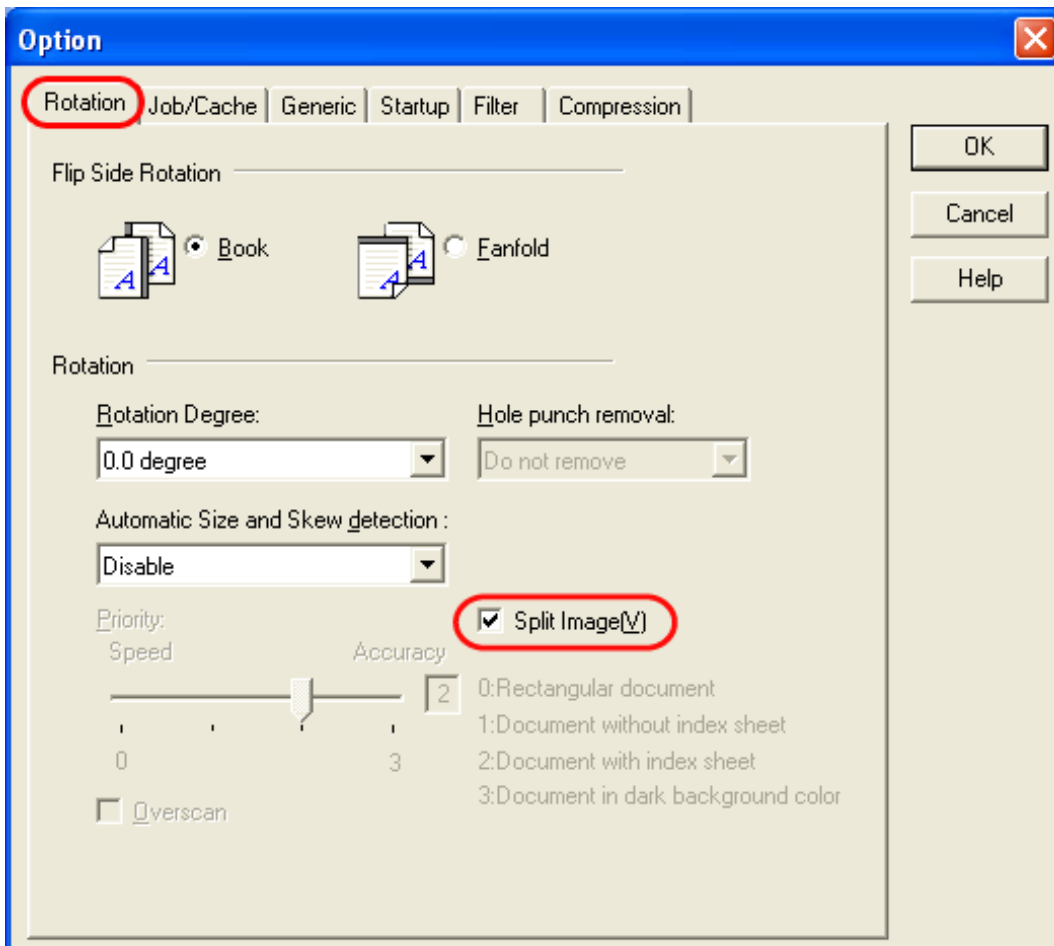 Option
Rotation Job/Cache Generic Startup Filter Compression
OK
Cancel
Help
Flip Side Rotation
A A Book A A Fanfold
Rotation
Rotation Degree: Hole punch removal:
0.0 degree Do not remove
Automatic Size and Skew detection :
Disable
Priority: Split Image(V)
Speed Accuracy
2 0:Rectangular document
1:Document without index sheet
0 3 2:Document with index sheet
3:Document in dark background color
Overscan